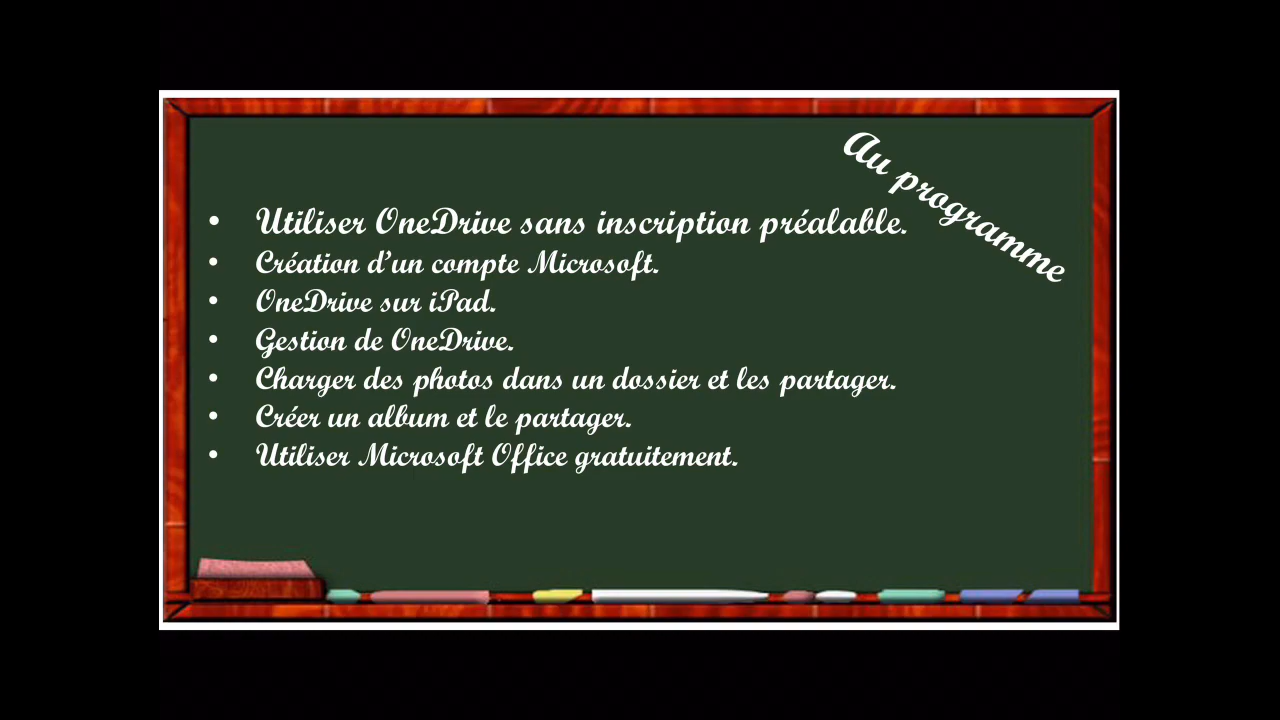 Au programme
• Utiliser OneDrive sans inscription préalable.
• Création d’un compte Microsoft.
• OneDrive sur iPad.
• Gestion de OneDrive.
• Charger des photos dans un dossier et les partager.
• Créer un album et le partager.
• Utiliser Microsoft Office gratuitement.